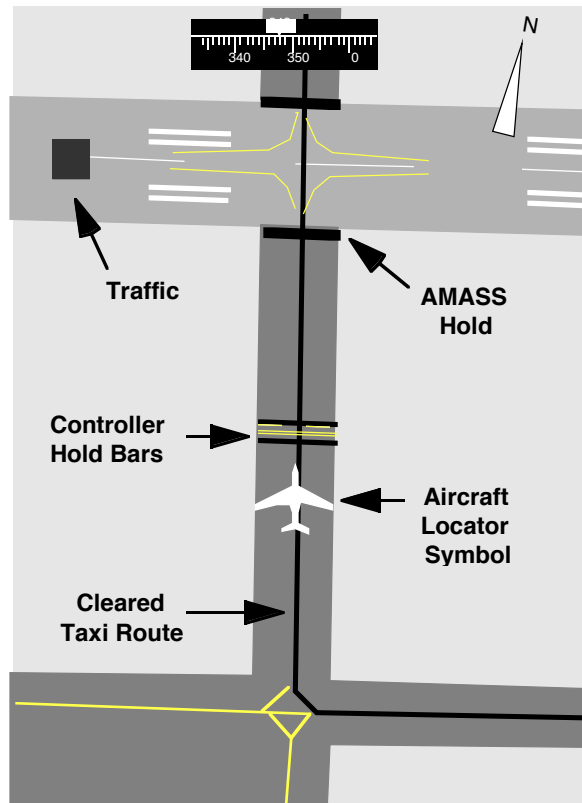 N
340 350 0
Traffic
AMASS
Hold
Controller
Hold Bars
Aircraft
Locator
Symbol
Cleared
Taxi Route